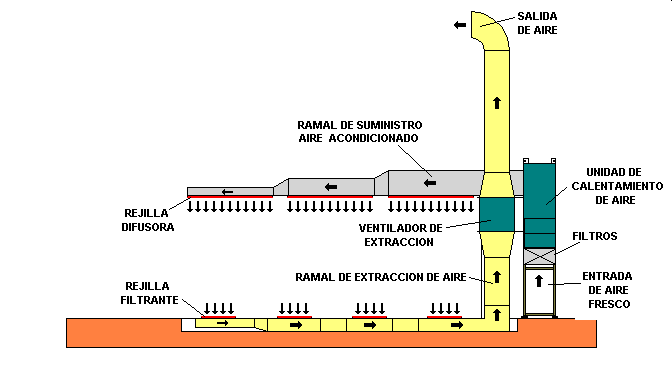 SALIDA
DE AIRE
RAMAL DE SUMINISTRO
AIRE ACONDICIONADO
UNIDAD DE
CALENTAMIENTO
DE AIRE
REJILLA
DIFUSORA
VENTILADOR DE
EXTRACCION
FILTROS
RAMAL DE EXTRACCION DE AIRE
ENTRADA
DE AIRE
FRESCO
REJILLA
FILTRANTE